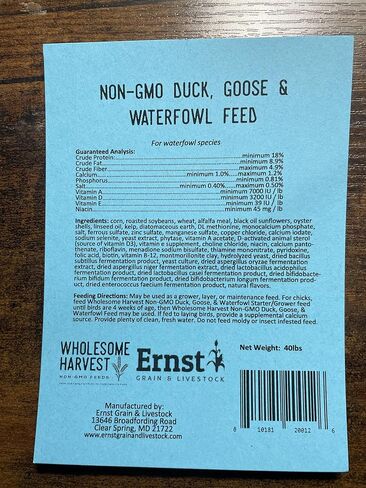 NON-GMO DUCK, GOOSE &
WATERFOWL FEED
For waterfowl species
Guaranteed Analysis:
Crude Protein minimum 18%
Crude Fat minimum 8.9%
Crude Fiber maximum 4.9%
Calcium minimum 1.0% maximum 1.2%
Phosphorus minimum 0.81%
Salt minimum 0.40% maximum 0.50%
Vitamin A minimum 7000 IU / lb
Vitamin D minimum 3200 IU / lb
Vitamin E minimum 39 IU / lb
Niacin minimum 45 mg / lb
Ingredients: corn, roasted soybeans, wheat, alfalfa meal, black oil sunflowers, oyster
shells, linseed oil, kelp, diatomaceous earth, DL methionine, monocalcium phosphate,
salt, ferrous sulfate, zinc sulfate, manganese sulfate, copper chloride, calcium iodate,
sodium selenite, yeast extract, phytate, vitamin A acetate, D-activated animal sterol
(source of vitamin D3), vitamin e supplement, choline chloride, niacin, calcium panto-
thenate, riboflavin, menadione sodium bisulfite, thiamine mononitrate, pyridoxine,
folic acid, biotin, vitamin B-12, montmorillonite clay, hydrolyzed yeast, dried bacillus
subtillus fermentation product, yeast culture, dried aspergillus oryzae fermentation
extract, dried aspergillus niger fermentation extract, dried lactobacillus acidophilus
fermentation product, dried lactobacillus casei fermentation product, dried bifidobacte-
rium bifidum fermentation product, dried bifidobacterium fermentation prod-
uct, dried enterococcus faecium fermentation product, natural flavors.
Feeding Directions: May be used as a grower, layer, or maintenance feed. For chicks,
feed Wholesome Harvest Non-GMO Duck, Goose, & Waterfowl Starter/Grower feed
until birds are 4 weeks of age, then Wholesome Harvest Non-GMO Duck, Goose, &
Waterfowl Feed may be used. If fed to laying birds, provide a supplemental calcium
source. Provide plenty of clean, fresh water. Do not feed moldy or insect infested feed.
WHOLESOME
HARVEST
NON-GMO FEEDS
Ernst
GRAIN & LIVESTOCK
Net Weight: 40lbs
Manufactured by:
Ernst Grain & Livestock
13646 Broadfording Road
Clear Spring, MD 21722
www.ernstgrainandlivestock.com
0 10181 20012 6